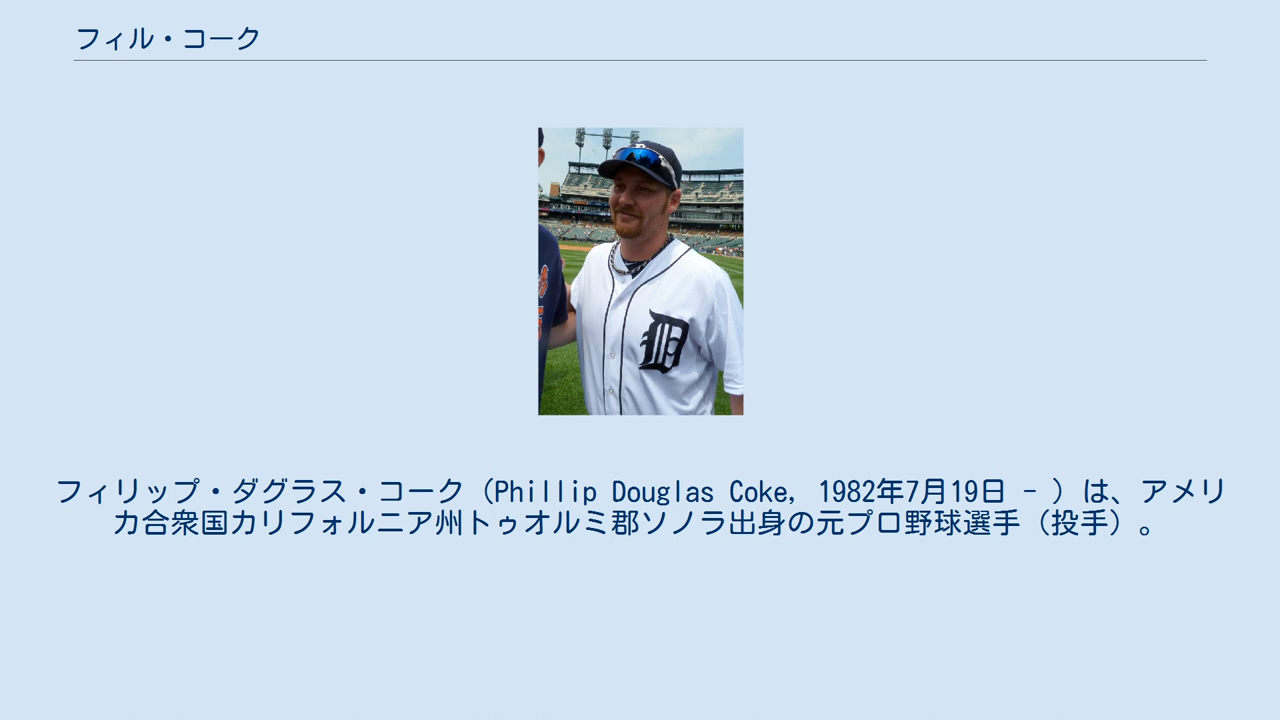 フィル・コーク
フィリップ・ダグラス・コーク（Phillip Douglas Coke, 1982年7月19日 - ）は、アメリ
カ合衆国カリフォルニア州トゥオルミ郡ソノラ出身の元プロ野球選手（投手）。